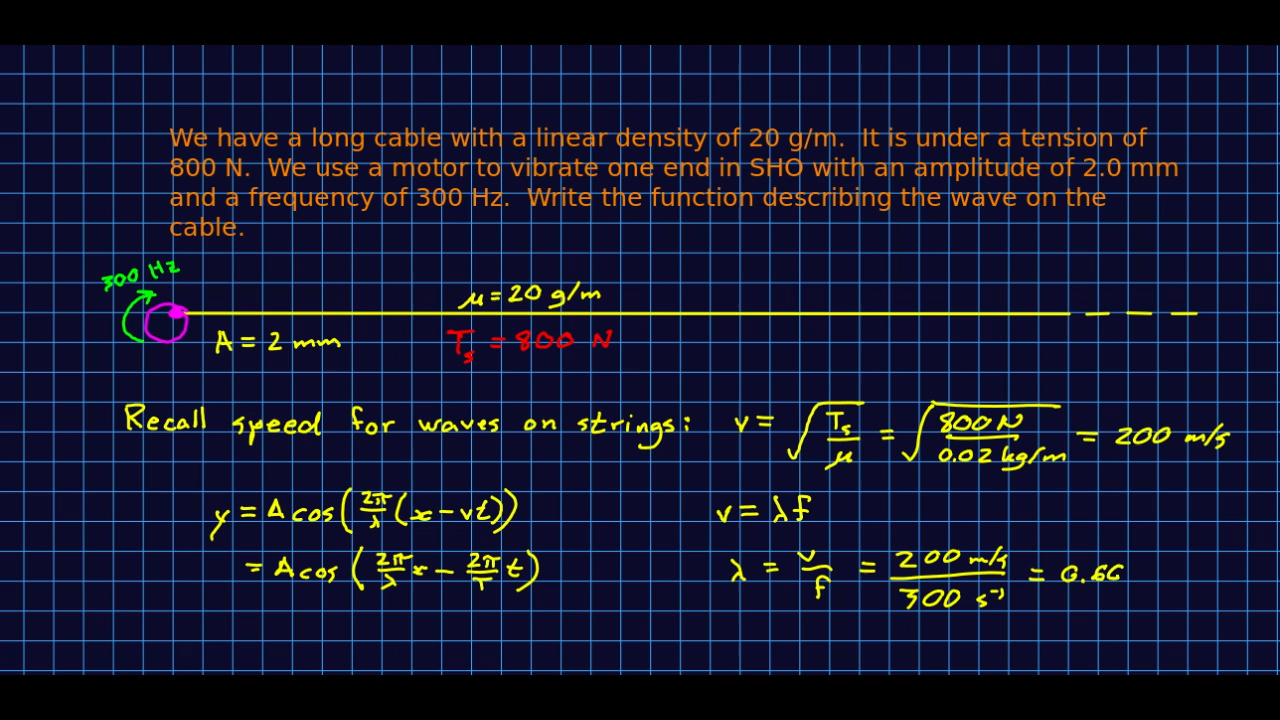 We have a long cable with a linear density of 20 g/m.  It is under a tension of
800 N.  We use a motor to vibrate one end in SHO with an amplitude of 2.0 mm
and a frequency of 300 Hz.  Write the function describing the wave on the
cable.
300 Hz
μ = 20 g/m
A = 2 mm
Tₛ = 800 N
Recall speed for waves on strings: v = √(Tₛ/μ) = √(800 N/0.02 kg/m) = 200 m/s
y = A cos(2π/λ (x − vt))
v = λf
= A cos(2π/λ x − 2π/T t)
λ = v/f = 200 m/s / 300 s⁻¹ = 0.66